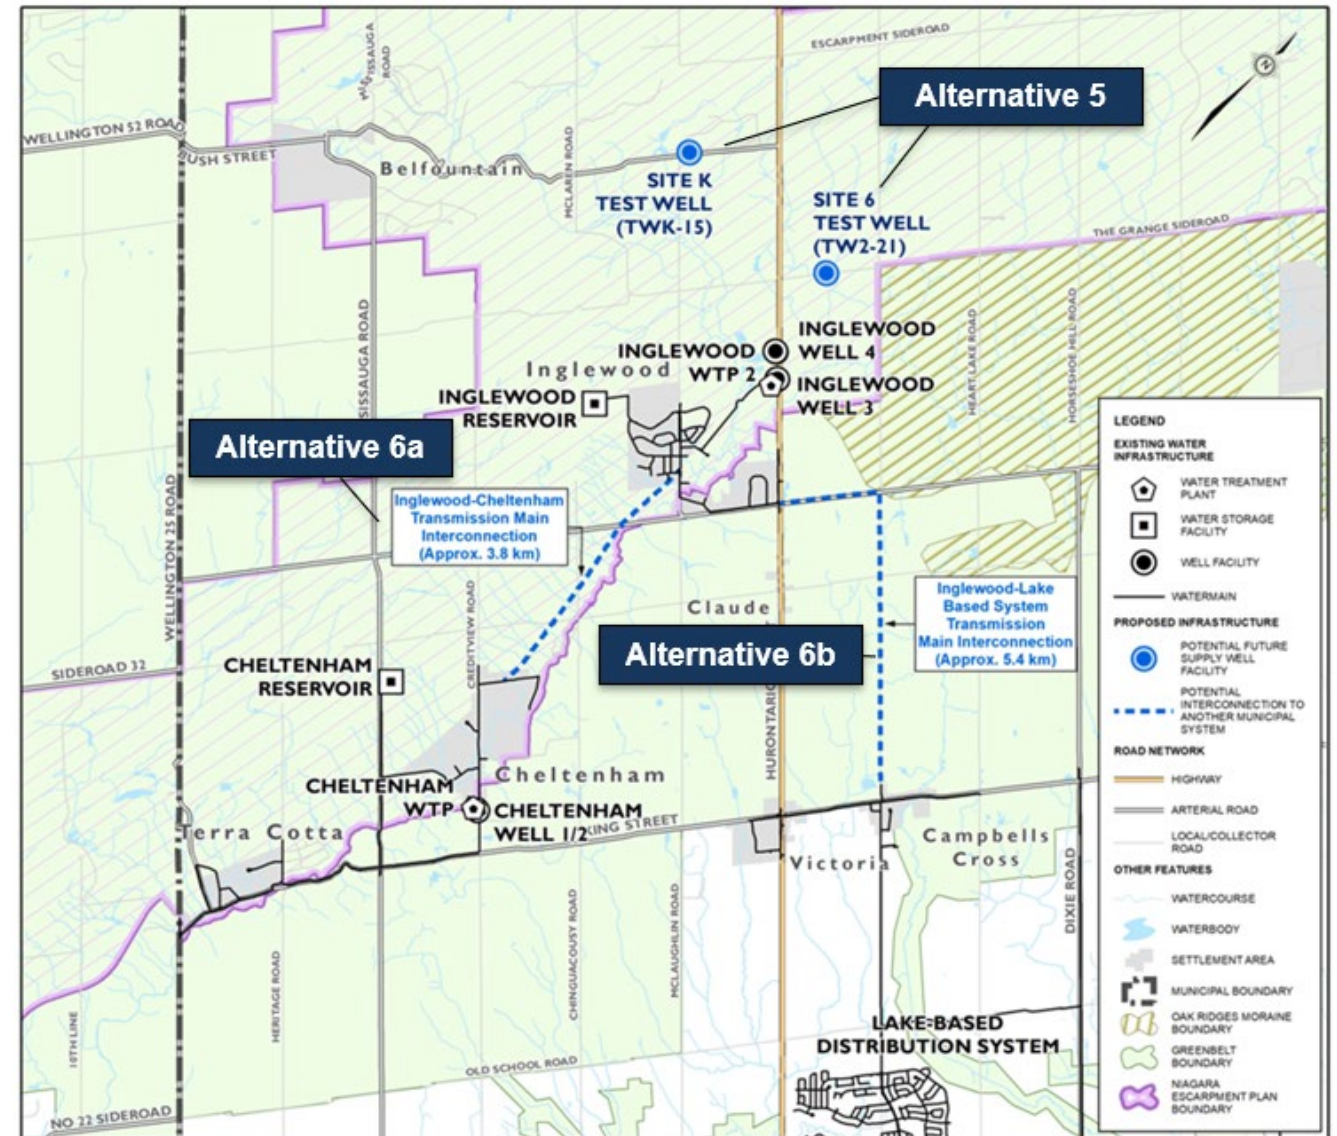 ESCARPMENT SIDEROAD
MISSISSAUGA
ROAD
N
Alternative 5
WELLINGTON 52 ROAD
BUSH STREET
Belfountain
MCLAREN ROAD
SITE K
TEST WELL
(TWK-15)
SITE 6
TEST WELL
(TW2-21)
THE GRANGE SIDEROAD
SISSAUGA ROAD
HEART LAKE ROAD
HORSESHOE HILL ROAD
INGLEWOOD
WELL 4
INGLEWOOD
WTP 2
Inglewood
INGLEWOOD
WELL 3
INGLEWOOD
RESERVOIR
Alternative 6a
Inglewood-Cheltenham
Transmission Main
Interconnection
(Approx. 3.8 km)
WELLINGTON 25 ROAD
CREDITVIEW ROAD
Claude
Inglewood-Lake
Based System
Transmission
Main Interconnection
(Approx. 5.4 km)
Alternative 6b
HURONTARIO
SIDEROAD 32
CHELTENHAM
RESERVOIR
Cheltenham
CHELTENHAM
WTP
CHELTENHAM
WELL 1/2
KING STREET
Terra Cotta
Victoria
Campbells
Cross
DIXIE ROAD
10TH LINE
HERITAGE ROAD
CHINGUACOUSY ROAD
MCLAUGHLIN ROAD
LAKE-BASED
DISTRIBUTION SYSTEM
OLD SCHOOL ROAD
NO 22 SIDEROAD
LEGEND
EXISTING WATER
INFRASTRUCTURE
WATER TREATMENT
PLANT
WATER STORAGE
FACILITY
WELL FACILITY
WATERMAIN
PROPOSED INFRASTRUCTURE
POTENTIAL FUTURE
SUPPLY WELL
FACILITY
POTENTIAL
INTERCONNECTION TO
ANOTHER MUNICIPAL
SYSTEM
ROAD NETWORK
HIGHWAY
ARTERIAL ROAD
LOCAL/COLLECTOR
ROAD
OTHER FEATURES
WATERCOURSE
WATERBODY
SETTLEMENT AREA
MUNICIPAL BOUNDARY
OAK RIDGES MORAINE
BOUNDARY
GREENBELT
BOUNDARY
NIAGARA
ESCARPMENT PLAN
BOUNDARY